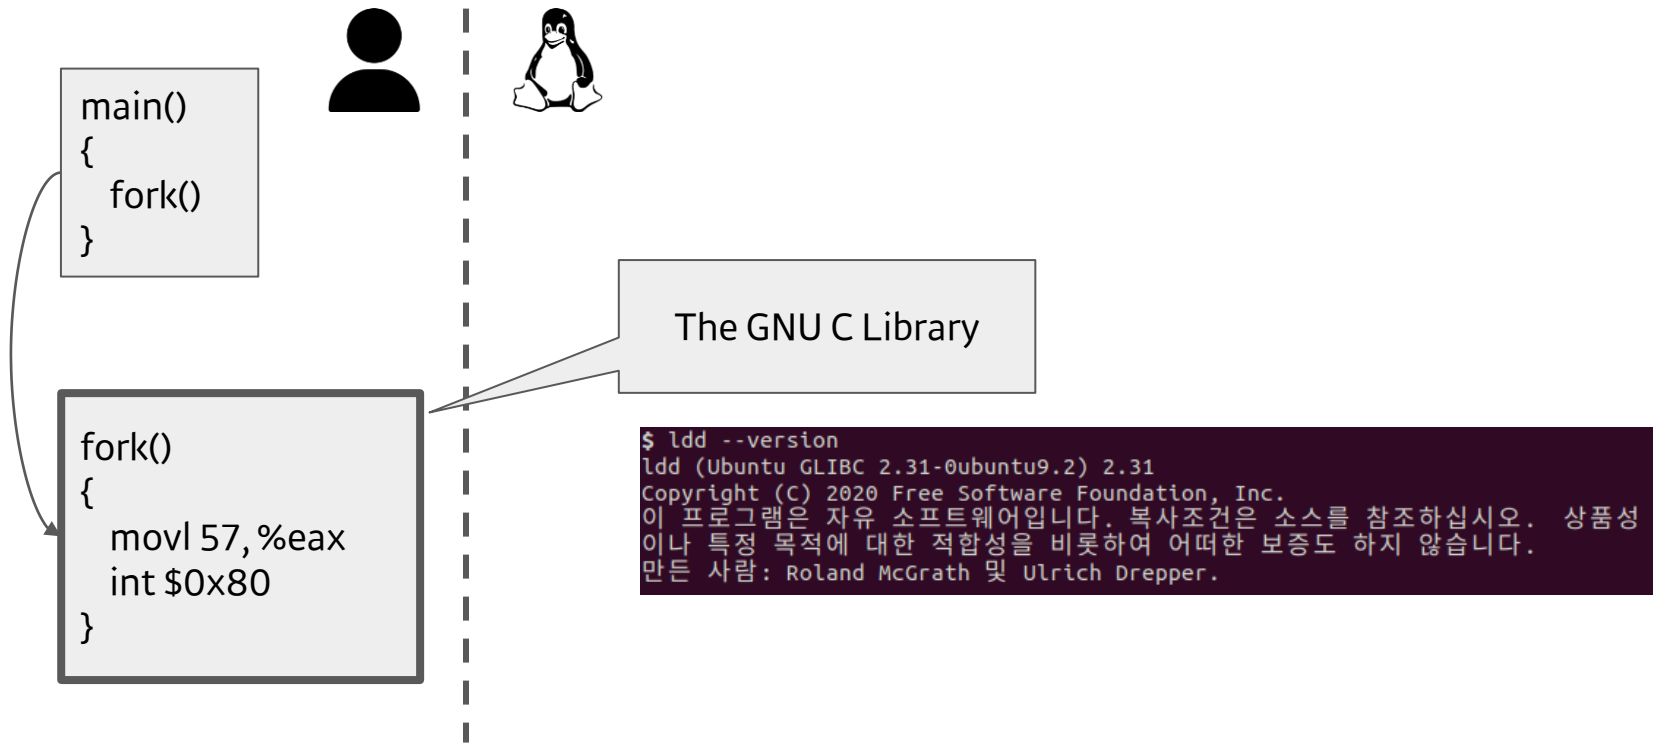 main()
{
fork()
}
The GNU C Library
fork()
{
movl 57, %eax
int $0x80
}
$ ldd --version
ldd (Ubuntu GLIBC 2.31-0ubuntu9.2) 2.31
Copyright (C) 2020 Free Software Foundation, Inc.
이 프로그램은 자유 소프트웨어입니다. 복사조건은 소스를 참조하십시오.  상품성
이나 특정 목적에 대한 적합성을 비롯하여 어떠한 보증도 하지 않습니다.
만든 사람: Roland McGrath 및 Ulrich Drepper.